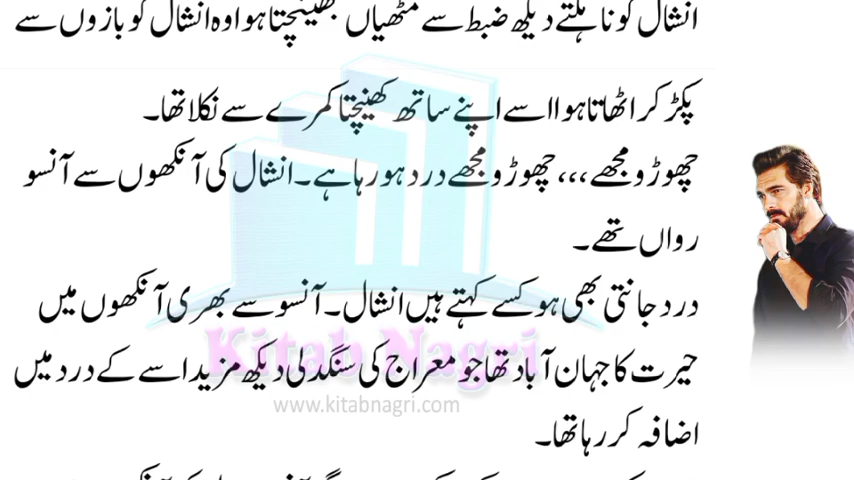 انشال کو نا ہلتے دیکھ ضبط سے مٹھیاں بھینچتا ہوا وہ انشال کو بازوں سے
پکڑ کر اٹھاتا ہوا اسے اپنے ساتھ کھینچتا کمرے سے نکلا تھا۔
چھوڑو مجھے ،،، چھوڑو مجھے درد ہو رہا ہے۔ انشال کی آنکھوں سے آنسو
رواں تھے۔
درد جانتی بھی ہو کسے کہتے ہیں انشال۔ آنسو سے بھری آنکھوں میں
حیرت کا جہان آباد تھا جو معراج کی سنگدلی دیکھ مزید اسے کے درد میں
Kitab Nagri
www.kitabnagri.com
اضافہ کر رہا تھا۔